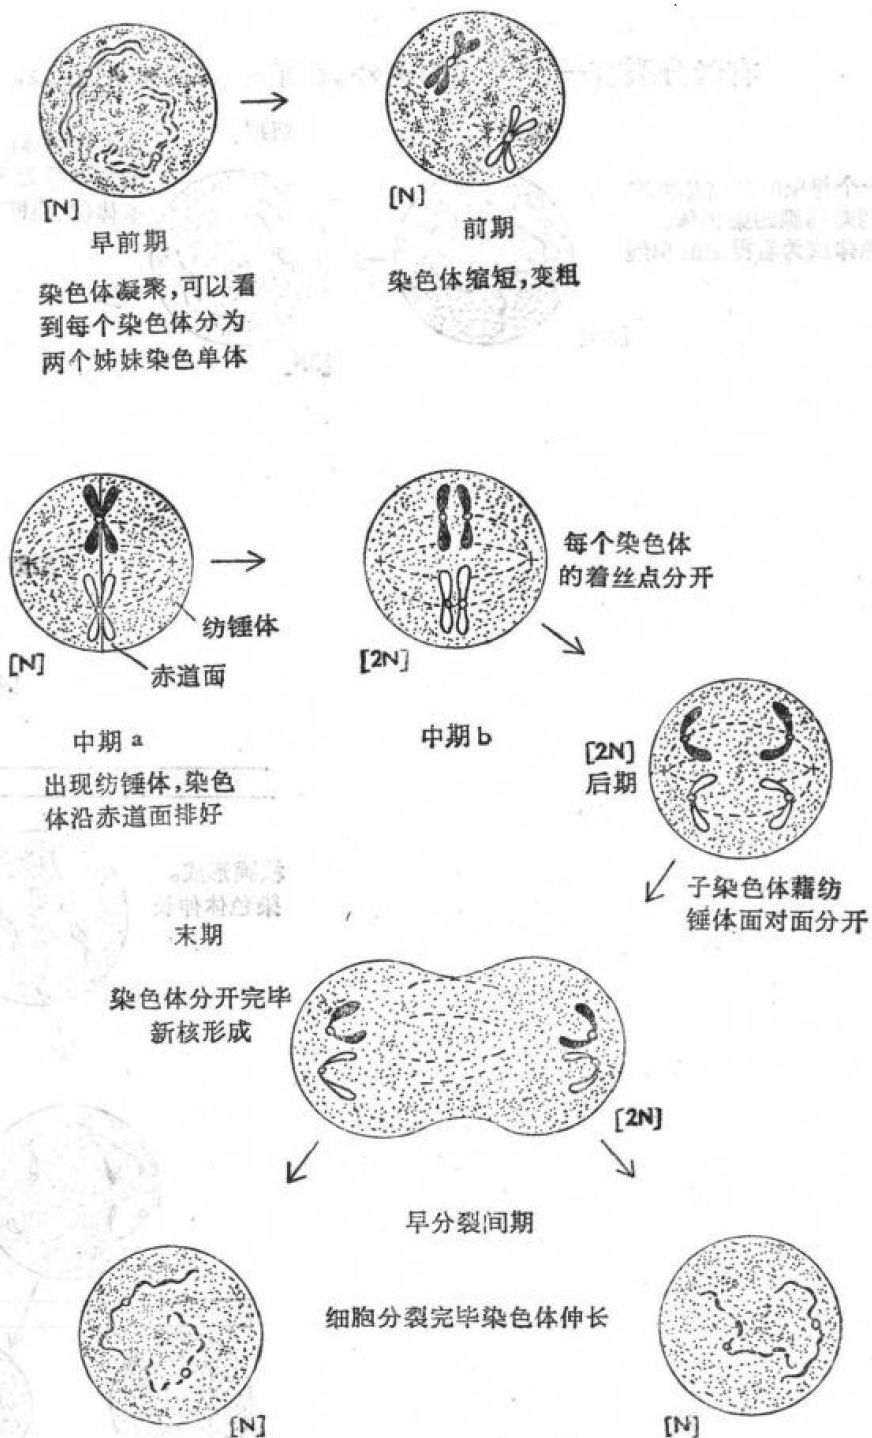 [N]
早前期
染色体凝聚,可以看
到每个染色体分为
两个姊妹染色单体
[N]
前期
染色体缩短,变粗
纺锤体
[N]
赤道面
中期 a
出现纺锤体,染色
体沿赤道面排好
[2N]
中期 b
每个染色体
的着丝点分开
[2N]
后期
子染色体藉纺
锤体面对面分开
末期
染色体分开完毕
新核形成
[2N]
早分裂间期
细胞分裂完毕染色体伸长
[N]
[N]